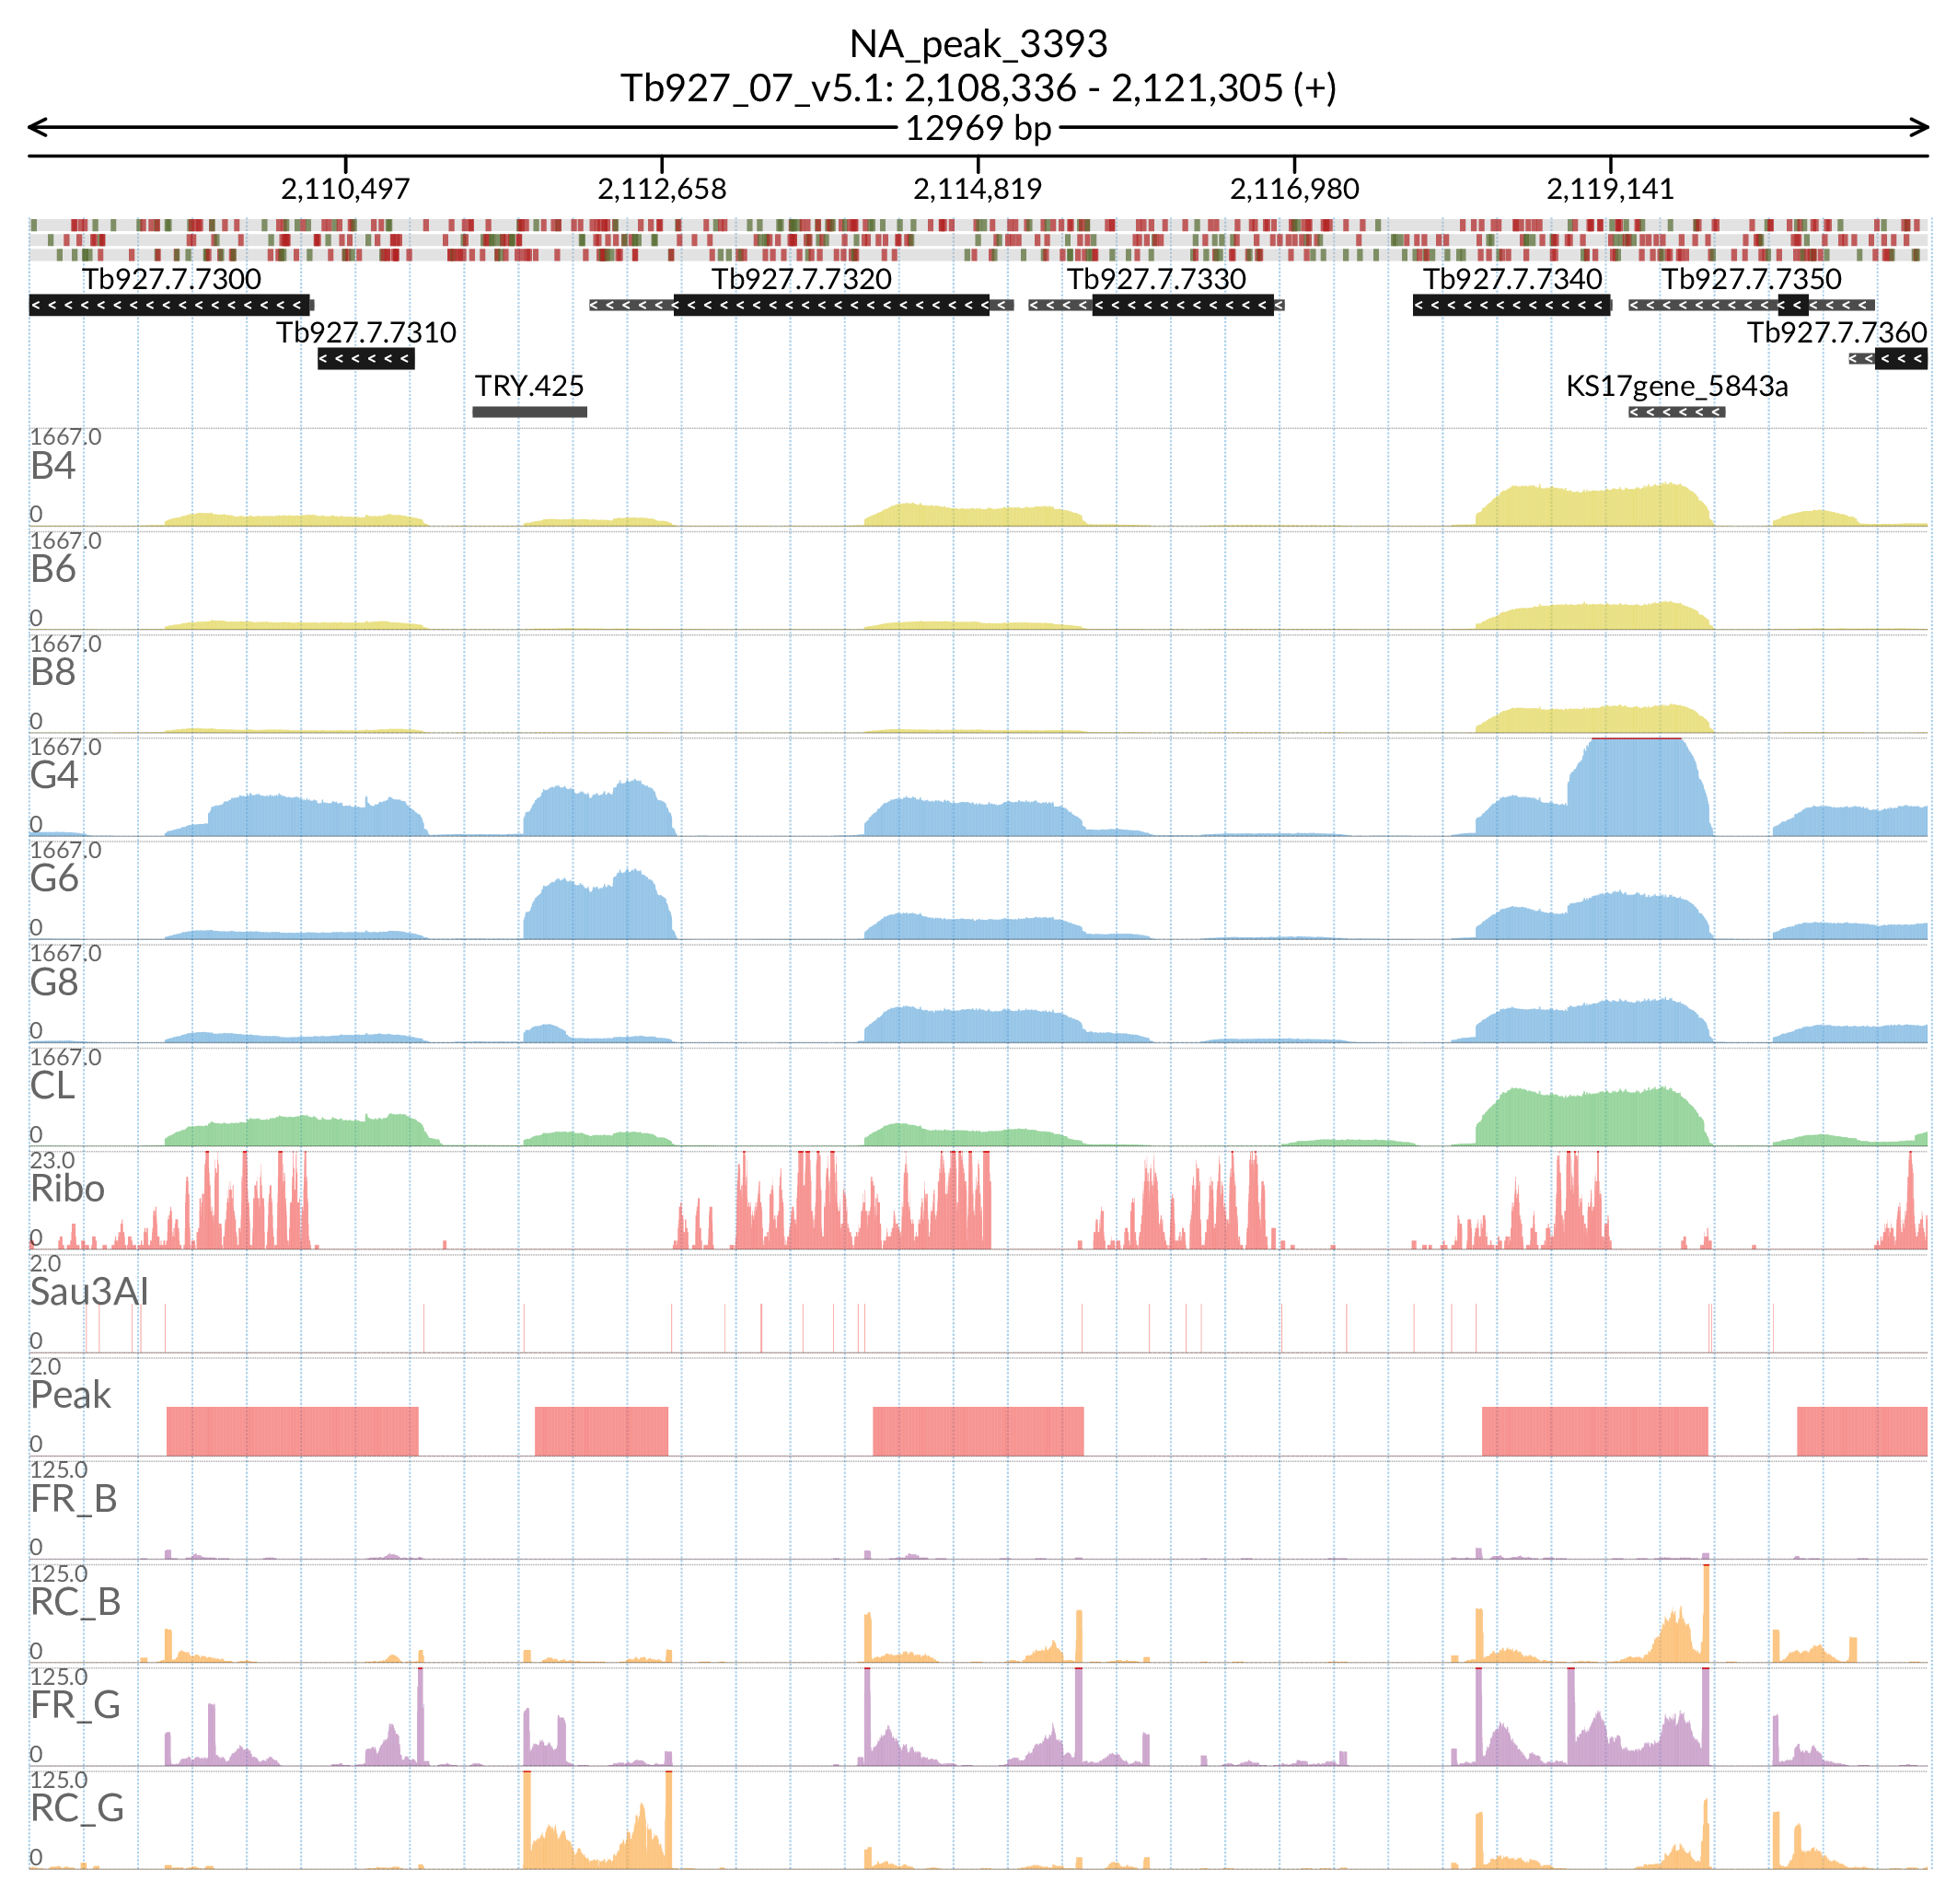 NA_peak_3393
Tb927_07_v5.1: 2,108,336 - 2,121,305 (+)
12969 bp
2,110,497 2,112,658 2,114,819 2,116,980 2,119,141
Tb927.7.7300 Tb927.7.7320 Tb927.7.7330 Tb927.7.7340 Tb927.7.7350
Tb927.7.7310 Tb927.7.7360
TRY.425 KS17gene_5843a
1667.0
B4
0
1667.0
B6
0
1667.0
B8
0
1667.0
G4
0
1667.0
G6
0
1667.0
G8
0
1667.0
CL
0
23.0
Ribo
0
2.0
Sau3AI
0
2.0
Peak
0
125.0
FR_B
0
125.0
RC_B
0
125.0
FR_G
0
125.0
RC_G
0